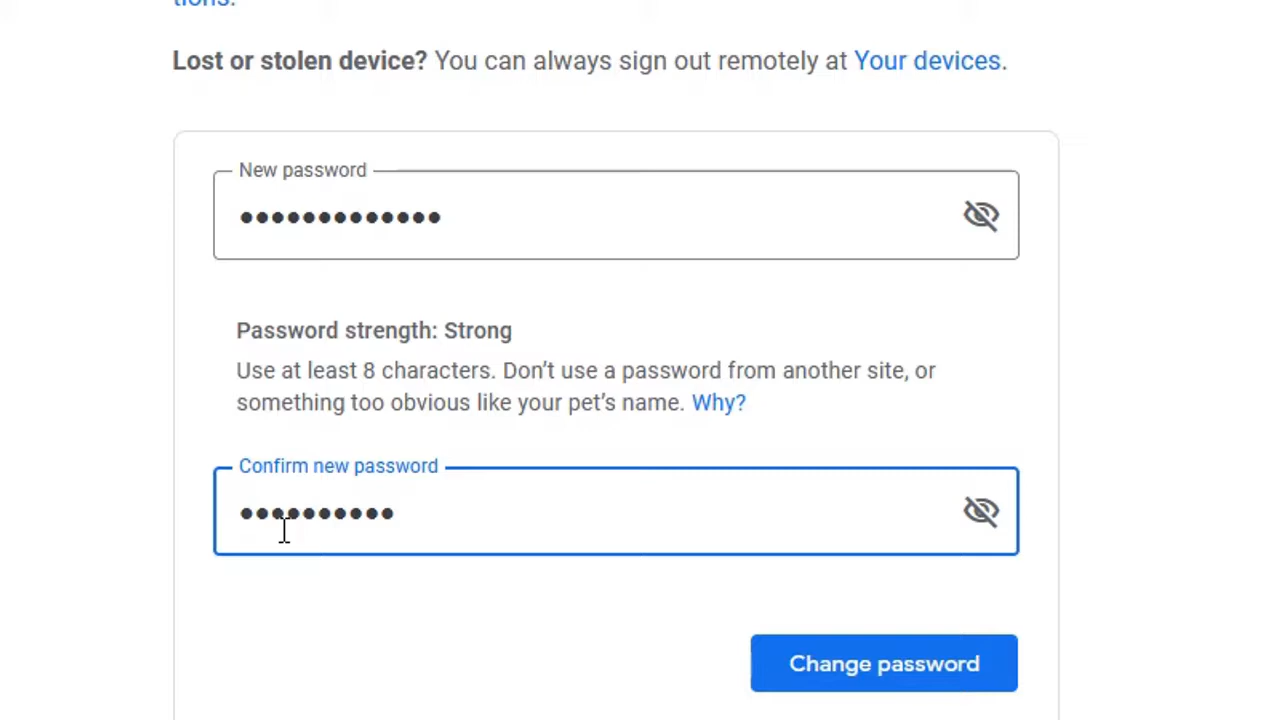 tions.
Lost or stolen device? You can always sign out remotely at Your devices.
New password
•••••••••••••
Password strength: Strong
Use at least 8 characters. Don’t use a password from another site, or
something too obvious like your pet’s name. Why?
Confirm new password
••••••••••
Change password